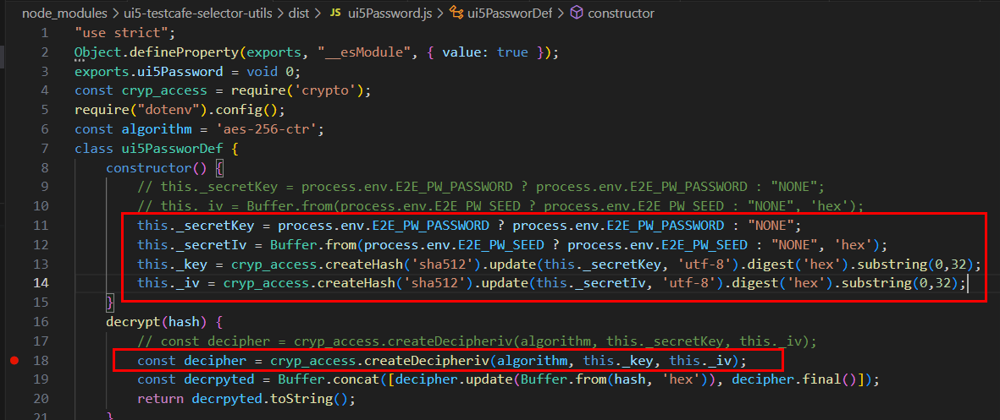 node_modules > ui5-testcafe-selector-utils > dist > JS ui5Password.js > ui5PassworDef > constructor
1 "use strict";
2 Object.defineProperty(exports, "__esModule", { value: true });
3 exports.ui5Password = void 0;
4 const cryp_access = require('crypto');
5 require("dotenv").config();
6 const algorithm = 'aes-256-ctr';
7 class ui5PassworDef {
8 constructor() {
9 // this._secretKey = process.env.E2E_PW_PASSWORD ? process.env.E2E_PW_PASSWORD : "NONE";
10 // this._iv = Buffer.from(process.env.E2E_PW_SEED ? process.env.E2E_PW_SEED : "NONE", 'hex');
11 this._secretKey = process.env.E2E_PW_PASSWORD ? process.env.E2E_PW_PASSWORD : "NONE";
12 this._secretIv = Buffer.from(process.env.E2E_PW_SEED ? process.env.E2E_PW_SEED : "NONE", 'hex');
13 this._key = cryp_access.createHash('sha512').update(this._secretKey, 'utf-8').digest('hex').substring(0,32);
14 this._iv = cryp_access.createHash('sha512').update(this._secretIv, 'utf-8').digest('hex').substring(0,32);
15 }
16 decrypt(hash) {
17 // const decipher = cryp_access.createDecipheriv(algorithm, this._secretKey, this._iv);
18 const decipher = cryp_access.createDecipheriv(algorithm, this._key, this._iv);
19 const decrpyted = Buffer.concat([decipher.update(Buffer.from(hash, 'hex')), decipher.final()]);
20 return decrpyted.toString();
21 }